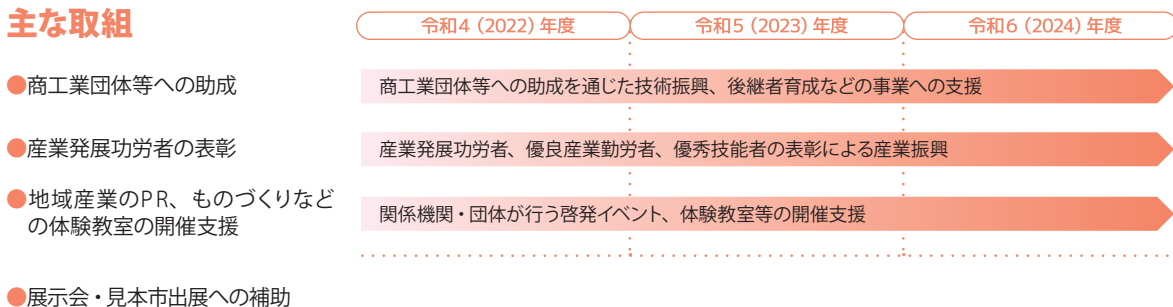 主な取組
令和4（2022）年度
令和5（2023）年度
令和6（2024）年度
●商工業団体等への助成
商工業団体等への助成を通じた技術振興、後継者育成などの事業への支援
●産業発展功労者の表彰
産業発展功労者、優良産業勤労者、優秀技能者の表彰による産業振興
●地域産業のPR、ものづくりなど
の体験教室の開催支援
関係機関・団体が行う啓発イベント、体験教室等の開催支援
●展示会・見本市出展への補助